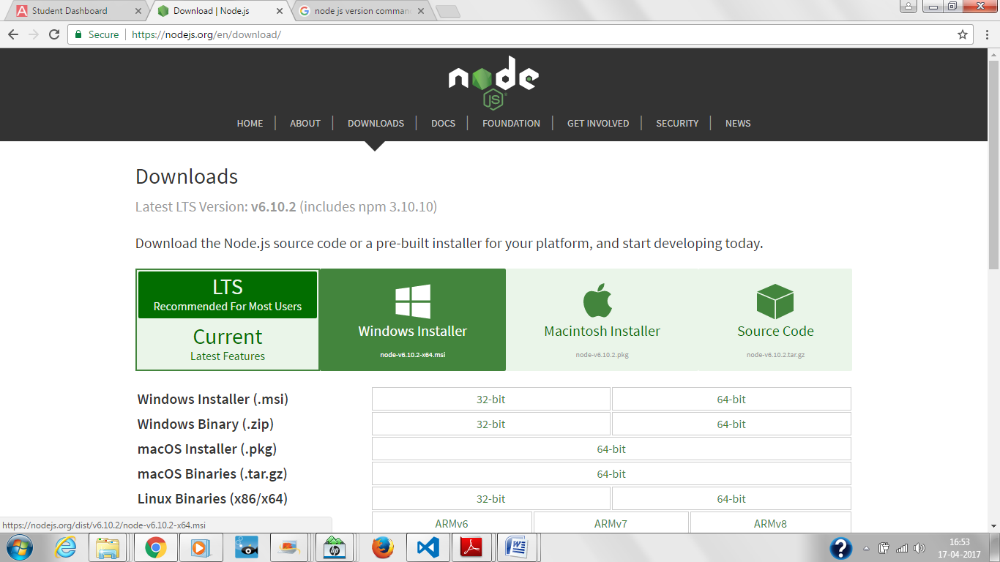 Student Dashboard
Download | Node.js
node js version comman
Secure
https://nodejs.org/en/download/
node
JS
HOME
ABOUT
DOWNLOADS
DOCS
FOUNDATION
GET INVOLVED
SECURITY
NEWS
Downloads
Latest LTS Version: v6.10.2 (includes npm 3.10.10)
Download the Node.js source code or a pre-built installer for your platform, and start developing today.
LTS
Recommended For Most Users
Current
Latest Features
Windows Installer
node-v6.10.2-x64.msi
Macintosh Installer
node-v6.10.2.pkg
Source Code
node-v6.10.2.tar.gz
Windows Installer (.msi) 32-bit 64-bit
Windows Binary (.zip) 32-bit 64-bit
macOS Installer (.pkg) 64-bit
macOS Binaries (.tar.gz) 64-bit
Linux Binaries (x86/x64) 32-bit 64-bit
ARMv6 ARMv7 ARMv8
https://nodejs.org/dist/v6.10.2/node-v6.10.2-x64.msi
hp
16:53
17-04-2017